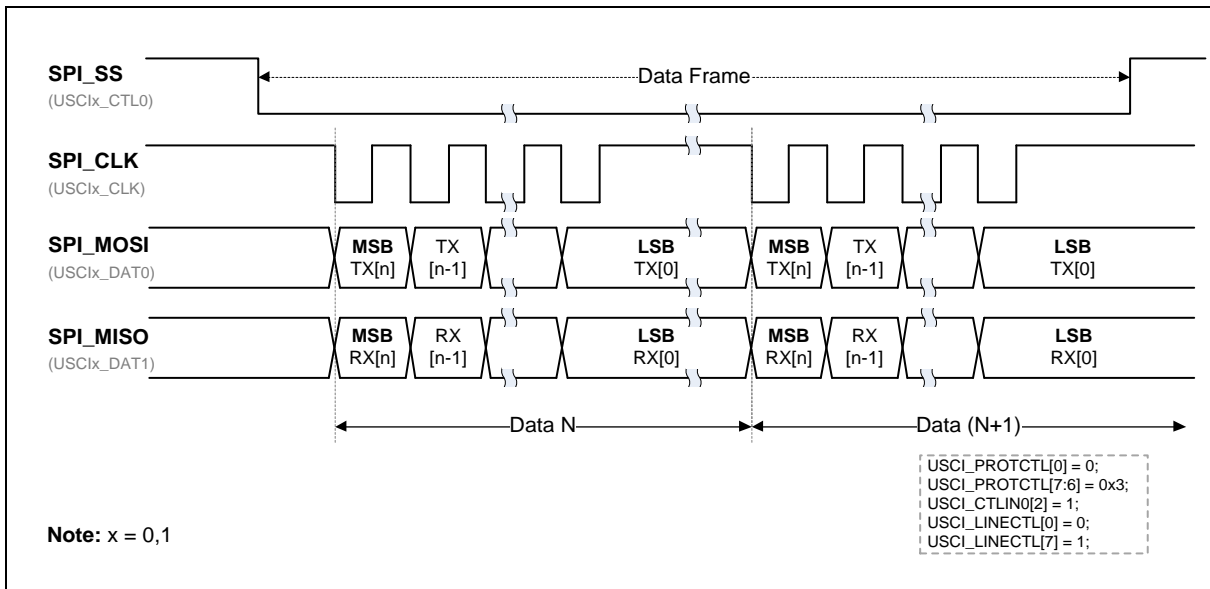 SPI_SS
(USCIx_CTL0)
Data Frame
SPI_CLK
(USCIx_CLK)
SPI_MOSI
(USCIx_DAT0)
MSB
TX[n]
TX
[n-1]
LSB
TX[0]
MSB
TX[n]
TX
[n-1]
LSB
TX[0]
SPI_MISO
(USCIx_DAT1)
MSB
RX[n]
RX
[n-1]
LSB
RX[0]
MSB
RX[n]
RX
[n-1]
LSB
RX[0]
Data N
Data (N+1)
USCI_PROTCTL[0] = 0;
USCI_PROTCTL[7:6] = 0x3;
USCI_CTLIN0[2] = 1;
USCI_LINECTL[0] = 0;
USCI_LINECTL[7] = 1;
Note: x = 0,1